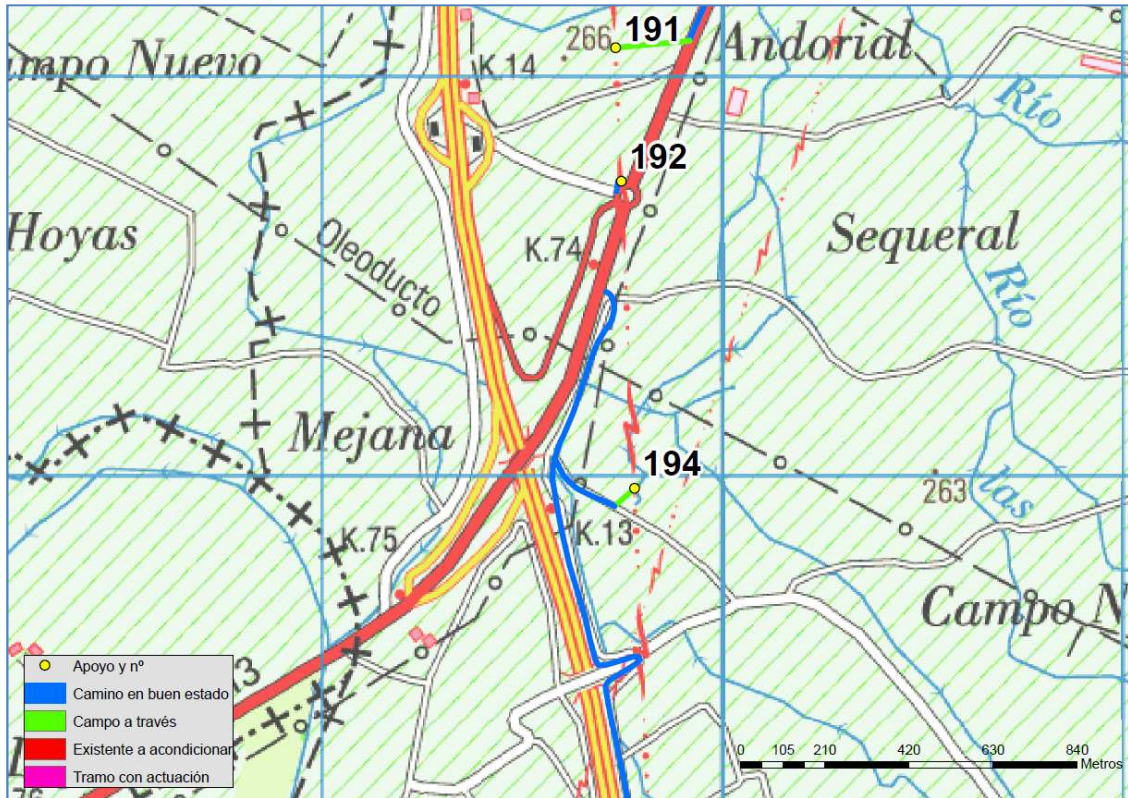 191
Andorial
266
K.14
Río
192
Hoyas
Oleoducto
K.74
Sequeral
Río
Mejana
194
263
las
K.75
K.13
Campo N
Apoyo y nº
Camino en buen estado
Campo a través
Existente a acondicionar
Tramo con actuación
0 105 210 420 630 840
Metros